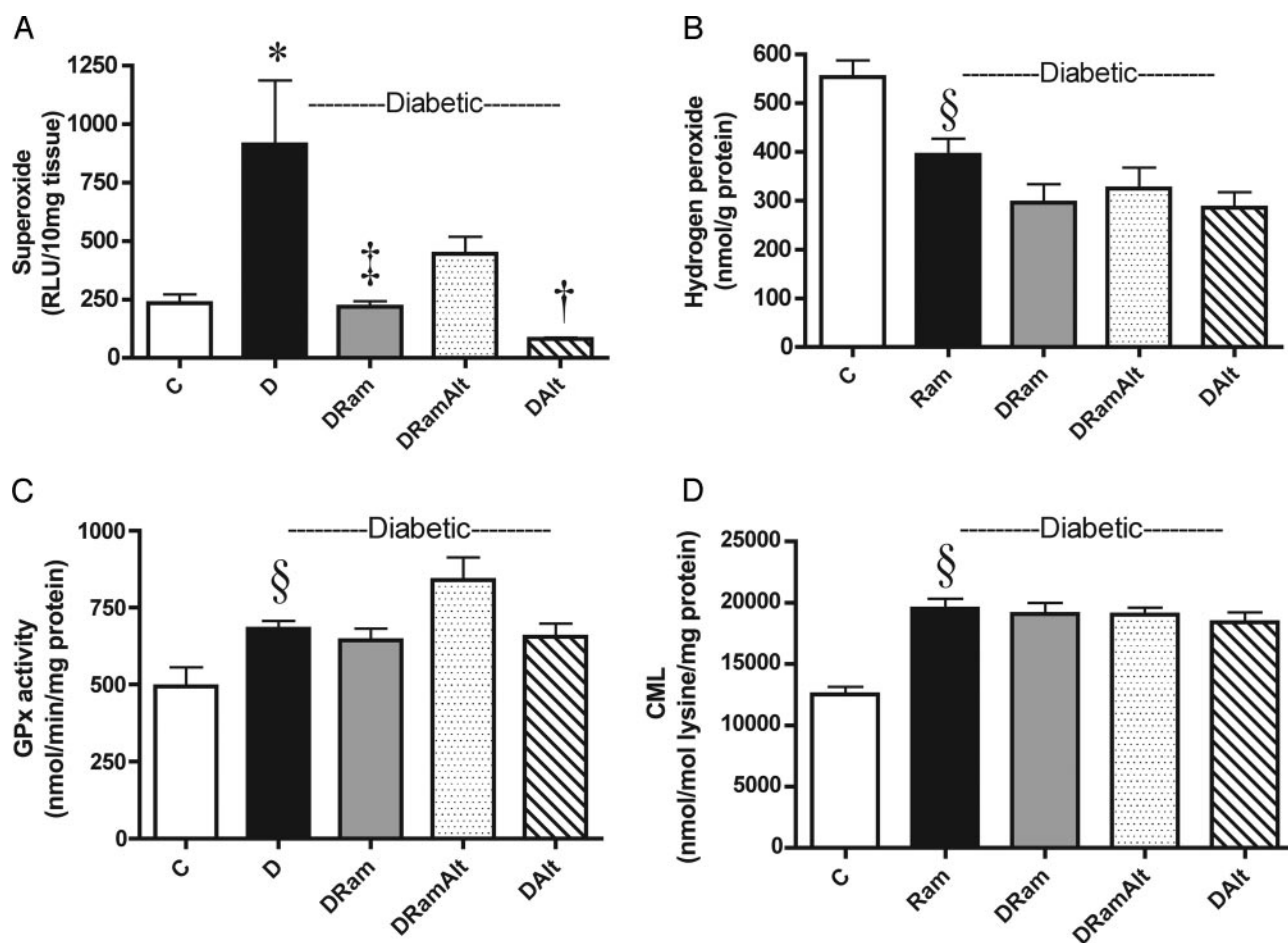 A
Superoxide
(RLU/10mg tissue)
1250
1000
750
500
250
0
*
---------Diabetic---------
‡
†
C
D
DRam
DRamAlt
DAlt
B
Hydrogen peroxide
(nmol/g protein)
600
500
400
300
200
100
0
---------Diabetic---------
§
C
Ram
DRam
DRamAlt
DAlt
C
GPx activity
(nmol/min/mg protein)
1000
750
500
250
0
---------Diabetic---------
§
C
D
DRam
DRamAlt
DAlt
D
CML
(nmol/mol lysine/mg protein)
25000
20000
15000
10000
5000
0
---------Diabetic---------
§
C
Ram
DRam
DRamAlt
DAlt